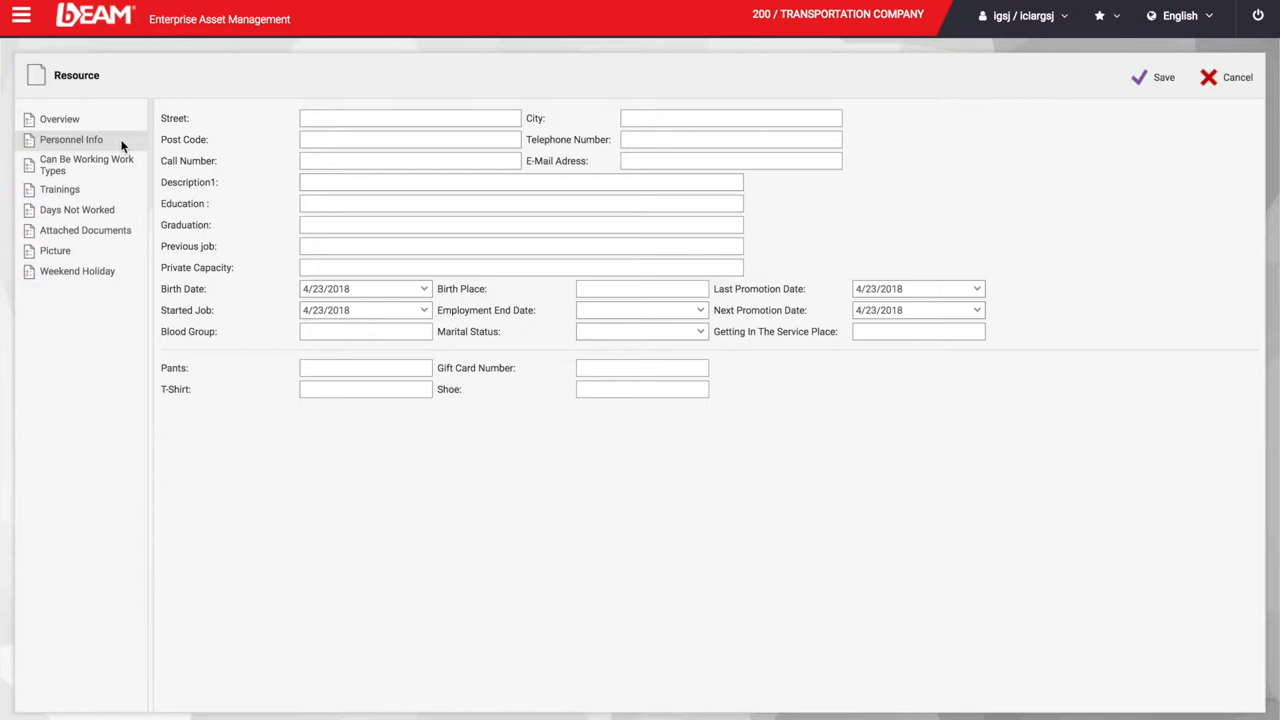 bEAM Enterprise Asset Management
200 / TRANSPORTATION COMPANY
igsj / iciargsj
English
Resource
Save
Cancel
Overview
Personnel Info
Can Be Working Work
Types
Trainings
Days Not Worked
Attached Documents
Picture
Weekend Holiday
Street:
City:
Post Code:
Telephone Number:
Call Number:
E-Mail Adress:
Description1:
Education :
Graduation:
Previous job:
Private Capacity:
Birth Date: 4/23/2018 Birth Place: Last Promotion Date: 4/23/2018
Started Job: 4/23/2018 Employment End Date: Next Promotion Date: 4/23/2018
Blood Group: Marital Status: Getting In The Service Place:
Pants: Gift Card Number:
T-Shirt: Shoe: